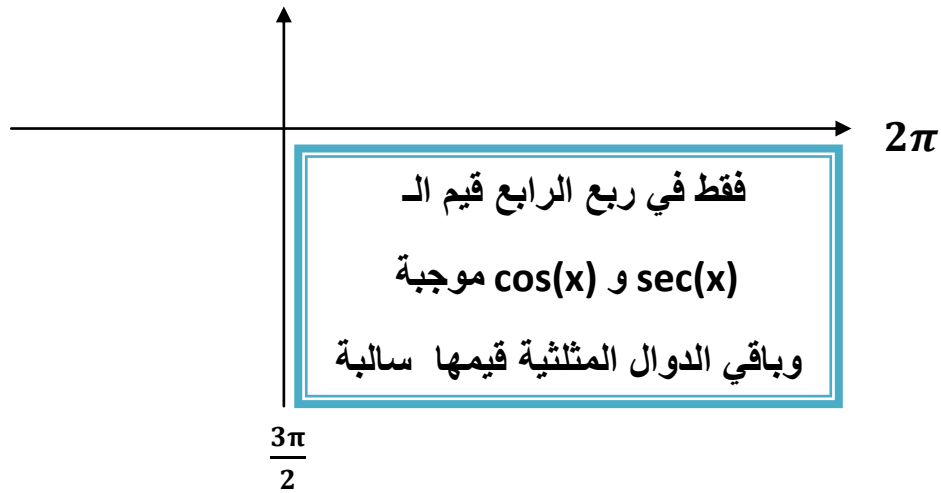 2π
فقط في ربع الرابع قيم الـ
sec(x) و cos(x) موجبة
وباقي الدوال المثلثية قيمها سالبة
3π
2